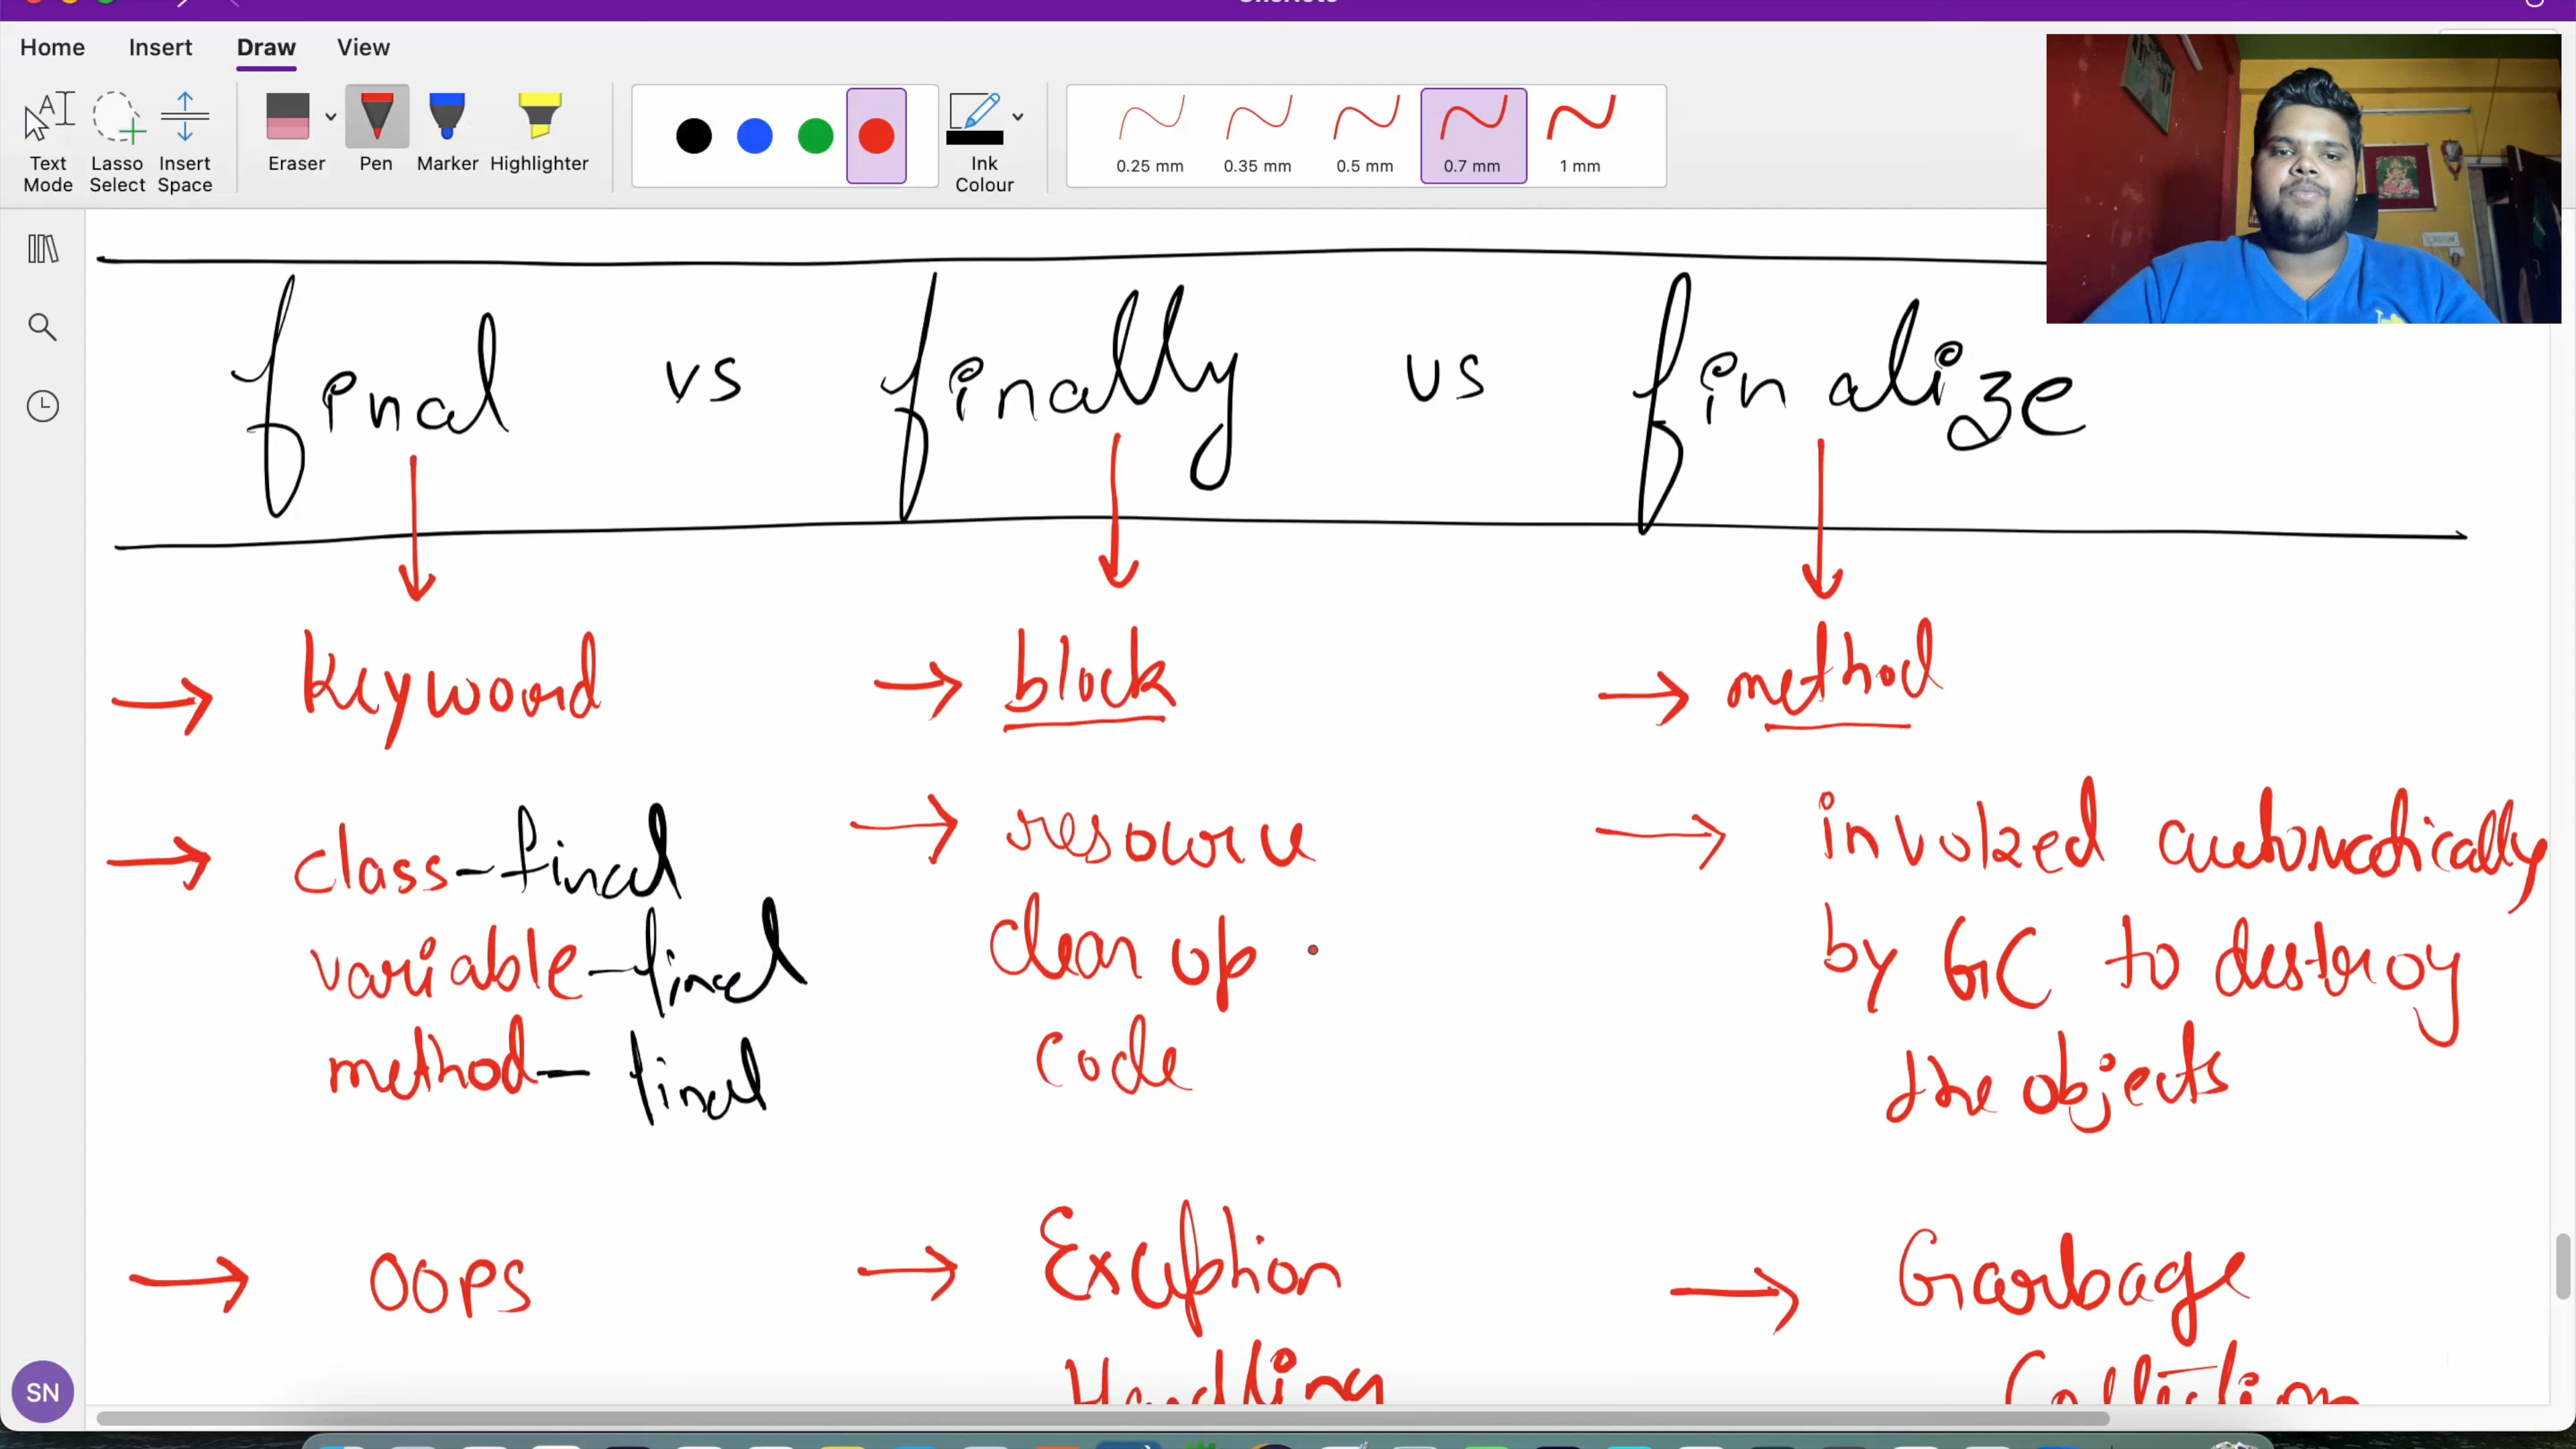 Home Insert Draw View
Text Mode
Lasso Select
Insert Space
Eraser
Pen
Marker
Highlighter
Ink Colour
0.25 mm
0.35 mm
0.5 mm
0.7 mm
1 mm
final vs finally vs finalize
→ keyword → block → method
→ class - final → resource → invoked automatically
variable - final clean up by GC to destroy
method - final code the objects
→ OOPS → Exception → Garbage
Handling Collection
SN